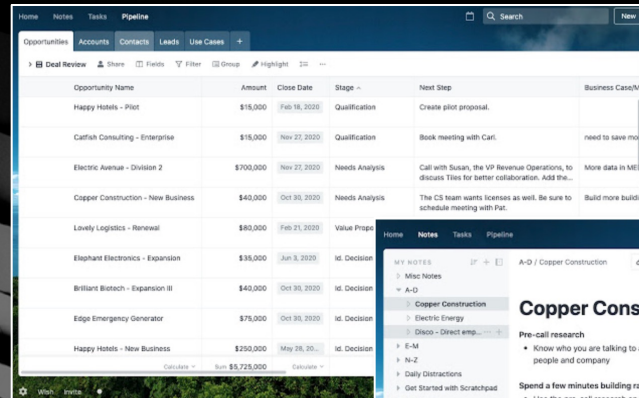 Home Notes Tasks Pipeline Search New
Opportunities Accounts Contacts Leads Use Cases +
Deal Review Share Fields Filter Group Highlight
Opportunity Name Amount Close Date Stage Next Step Business Case/M
Happy Hotels - Pilot $15,000 Feb 18, 2020 Qualification Create pilot proposal.
Catfish Consulting - Enterprise $15,000 Nov 27, 2020 Qualification Book meeting with Carl. need to save mo
Electric Avenue - Division 2 $700,000 Nov 27, 2020 Needs Analysis Call with Susan, the VP Revenue Operations, to More data in ME
discuss Tiles for better collaboration. Add the...
Copper Construction - New Business $40,000 Oct 30, 2020 Needs Analysis The CS team wants licenses as well. Be sure to Build more buildi
schedule meeting with Pat.
Lovely Logistics - Renewal $80,000 Feb 21, 2020 Value Propo
Elephant Electronics - Expansion $35,000 Jun 3, 2020 Id. Decision
Brilliant Biotech - Expansion III $40,000 Oct 30, 2020 Id. Decision
Edge Emergency Generator $75,000 Oct 30, 2020 Id. Decision
Happy Hotels - New Business $250,000 May 28, 20... Id. Decision
Calculate Sum $5,725,000 Calculate
Wish Invite
Home Notes Tasks Pipeline
MY NOTES A-D / Copper Construction
Misc Notes
A-D
Copper Construction
Electric Energy
Disco - Direct emp... ... +
E-M
N-Z
Daily Distractions
Get Started with Scratchpad
Copper Cons
Pre-call research
• Know who you are talking to a
people and company
Spend a few minutes building ra